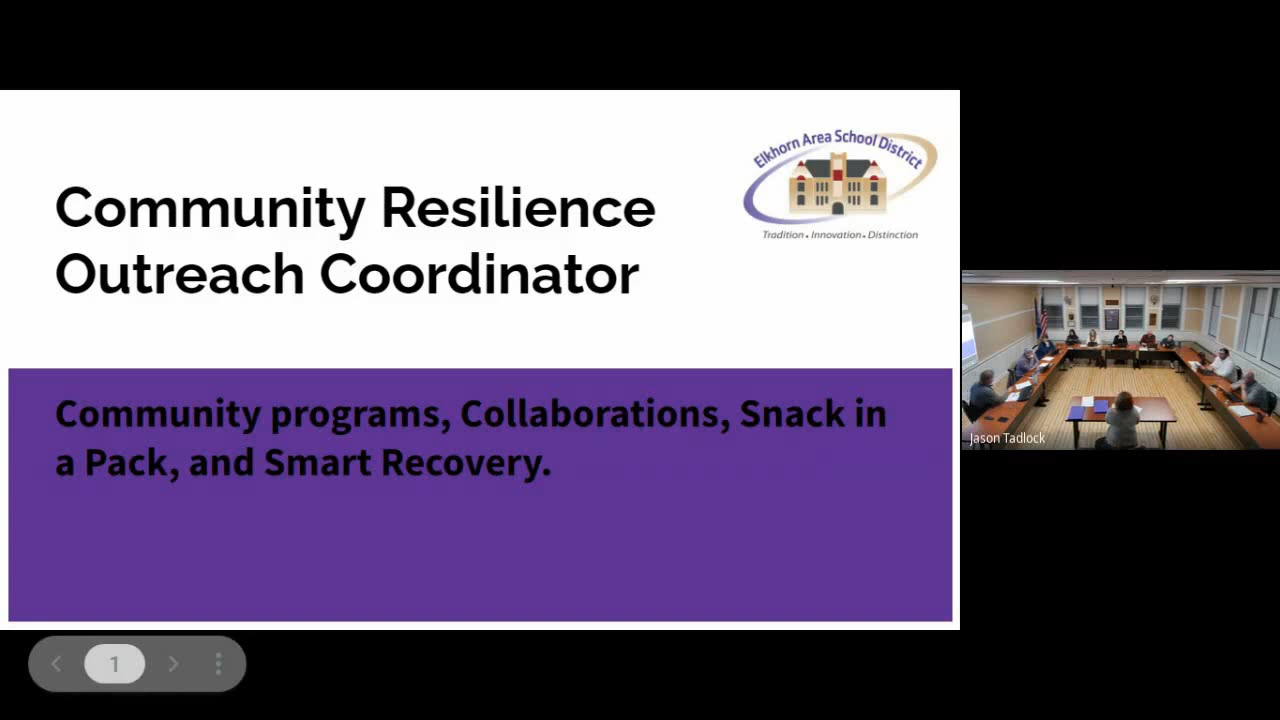 Community Resilience
Outreach Coordinator
Elkhorn Area School District
Tradition • Innovation • Distinction
Community programs, Collaborations, Snack in
a Pack, and Smart Recovery.
Jason Tadlock
1